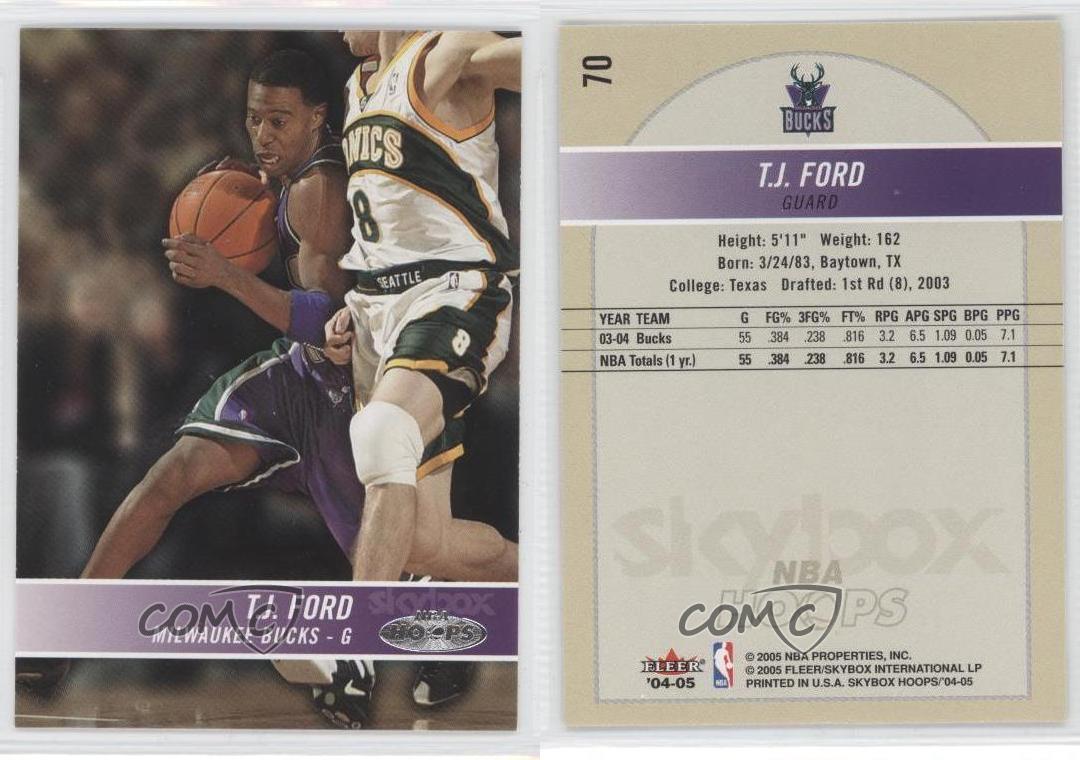 ONICS
8
SEATTLE
8
T.J. FORD
MILWAUKEE BUCKS - G
skybox
NBA
HOOPS
COMC
70
BUCKS
T.J. FORD
GUARD
Height: 5'11" Weight: 162
Born: 3/24/83, Baytown, TX
College: Texas Drafted: 1st Rd (8), 2003
YEAR TEAM G FG% 3FG% FT% RPG APG SPG BPG PPG
03-04 Bucks 55 .384 .238 .816 3.2 6.5 1.09 0.05 7.1
NBA Totals (1 yr.) 55 .384 .238 .816 3.2 6.5 1.09 0.05 7.1
skybox
NBA
HOOPS
COMC
FLEER
'04-05
NBA
© 2005 NBA PROPERTIES, INC.
© 2005 FLEER/SKYBOX INTERNATIONAL LP
PRINTED IN U.S.A. SKYBOX HOOPS/'04-05